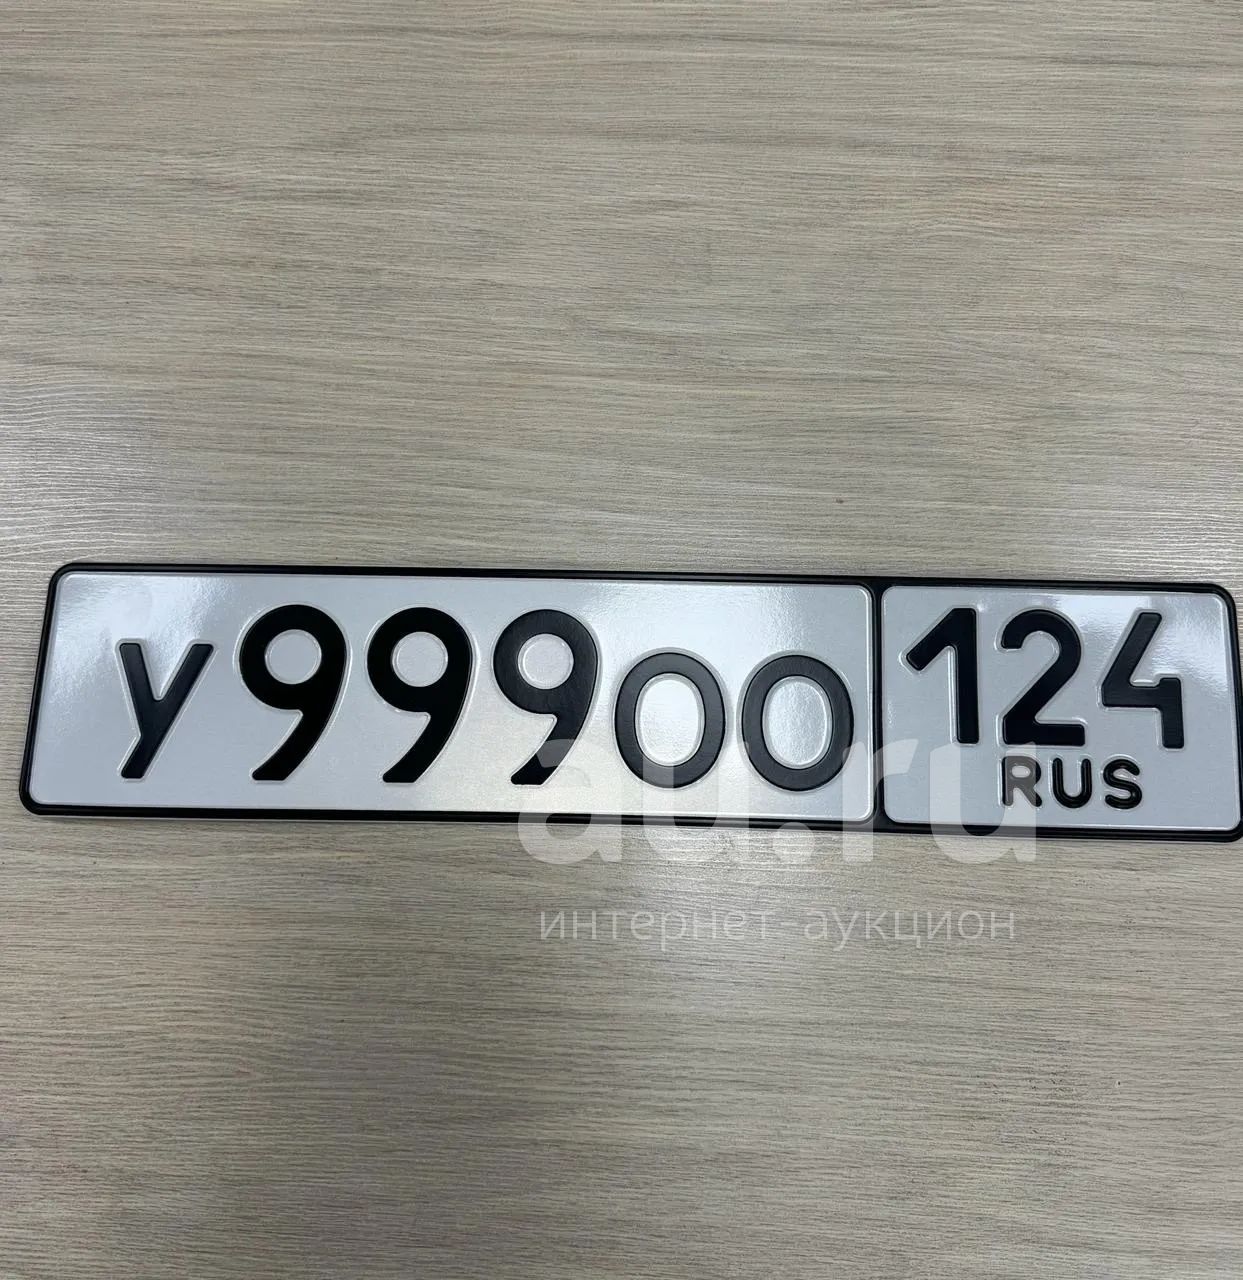 У999ОО 124
RUS
au.ru
интернет-аукцион